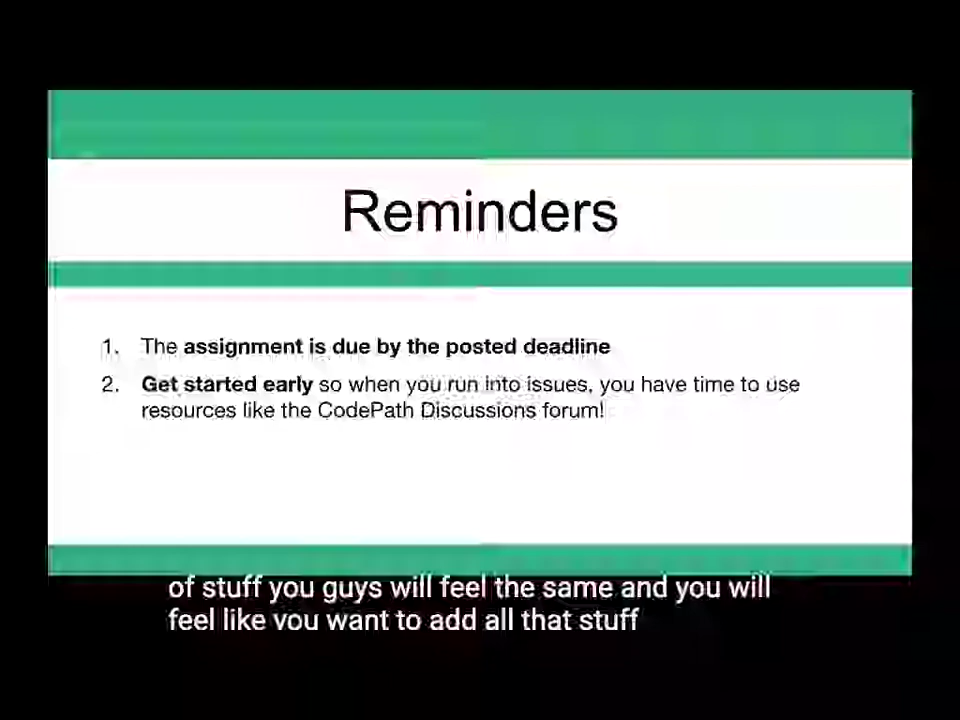 Reminders
1. The assignment is due by the posted deadline
2. Get started early so when you run into issues, you have time to use
resources like the CodePath Discussions forum!
of stuff you guys will feel the same and you will
feel like you want to add all that stuff